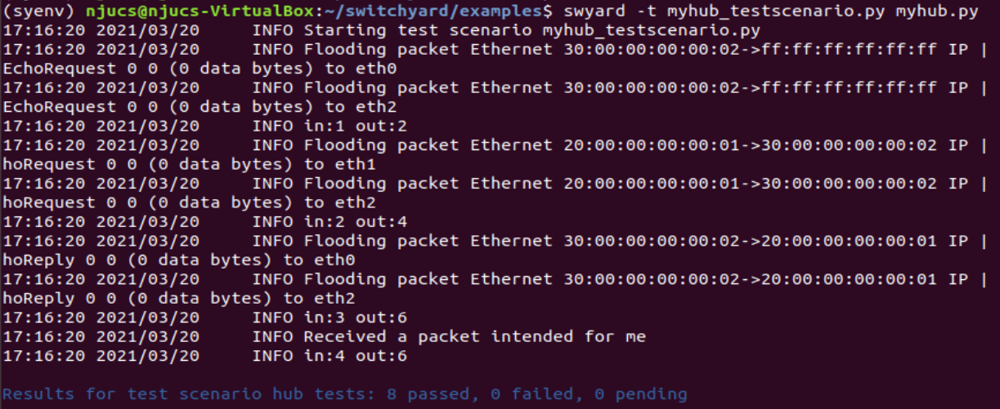 (syenv) njucs@njucs-VirtualBox:~/switchyard/examples$ swyard -t myhub_testscenario.py myhub.py
17:16:20 2021/03/20     INFO Starting test scenario myhub_testscenario.py
17:16:20 2021/03/20     INFO Flooding packet Ethernet 30:00:00:00:00:02->ff:ff:ff:ff:ff:ff IP |
EchoRequest 0 0 (0 data bytes) to eth0
17:16:20 2021/03/20     INFO Flooding packet Ethernet 30:00:00:00:00:02->ff:ff:ff:ff:ff:ff IP |
EchoRequest 0 0 (0 data bytes) to eth2
17:16:20 2021/03/20     INFO in:1 out:2
17:16:20 2021/03/20     INFO Flooding packet Ethernet 20:00:00:00:00:01->30:00:00:00:00:02 IP |
hoRequest 0 0 (0 data bytes) to eth1
17:16:20 2021/03/20     INFO Flooding packet Ethernet 20:00:00:00:00:01->30:00:00:00:00:02 IP |
hoRequest 0 0 (0 data bytes) to eth2
17:16:20 2021/03/20     INFO in:2 out:4
17:16:20 2021/03/20     INFO Flooding packet Ethernet 30:00:00:00:00:02->20:00:00:00:00:01 IP |
hoReply 0 0 (0 data bytes) to eth0
17:16:20 2021/03/20     INFO Flooding packet Ethernet 30:00:00:00:00:02->20:00:00:00:00:01 IP |
hoReply 0 0 (0 data bytes) to eth2
17:16:20 2021/03/20     INFO in:3 out:6
17:16:20 2021/03/20     INFO Received a packet intended for me
17:16:20 2021/03/20     INFO in:4 out:6
Results for test scenario hub tests: 8 passed, 0 failed, 0 pending